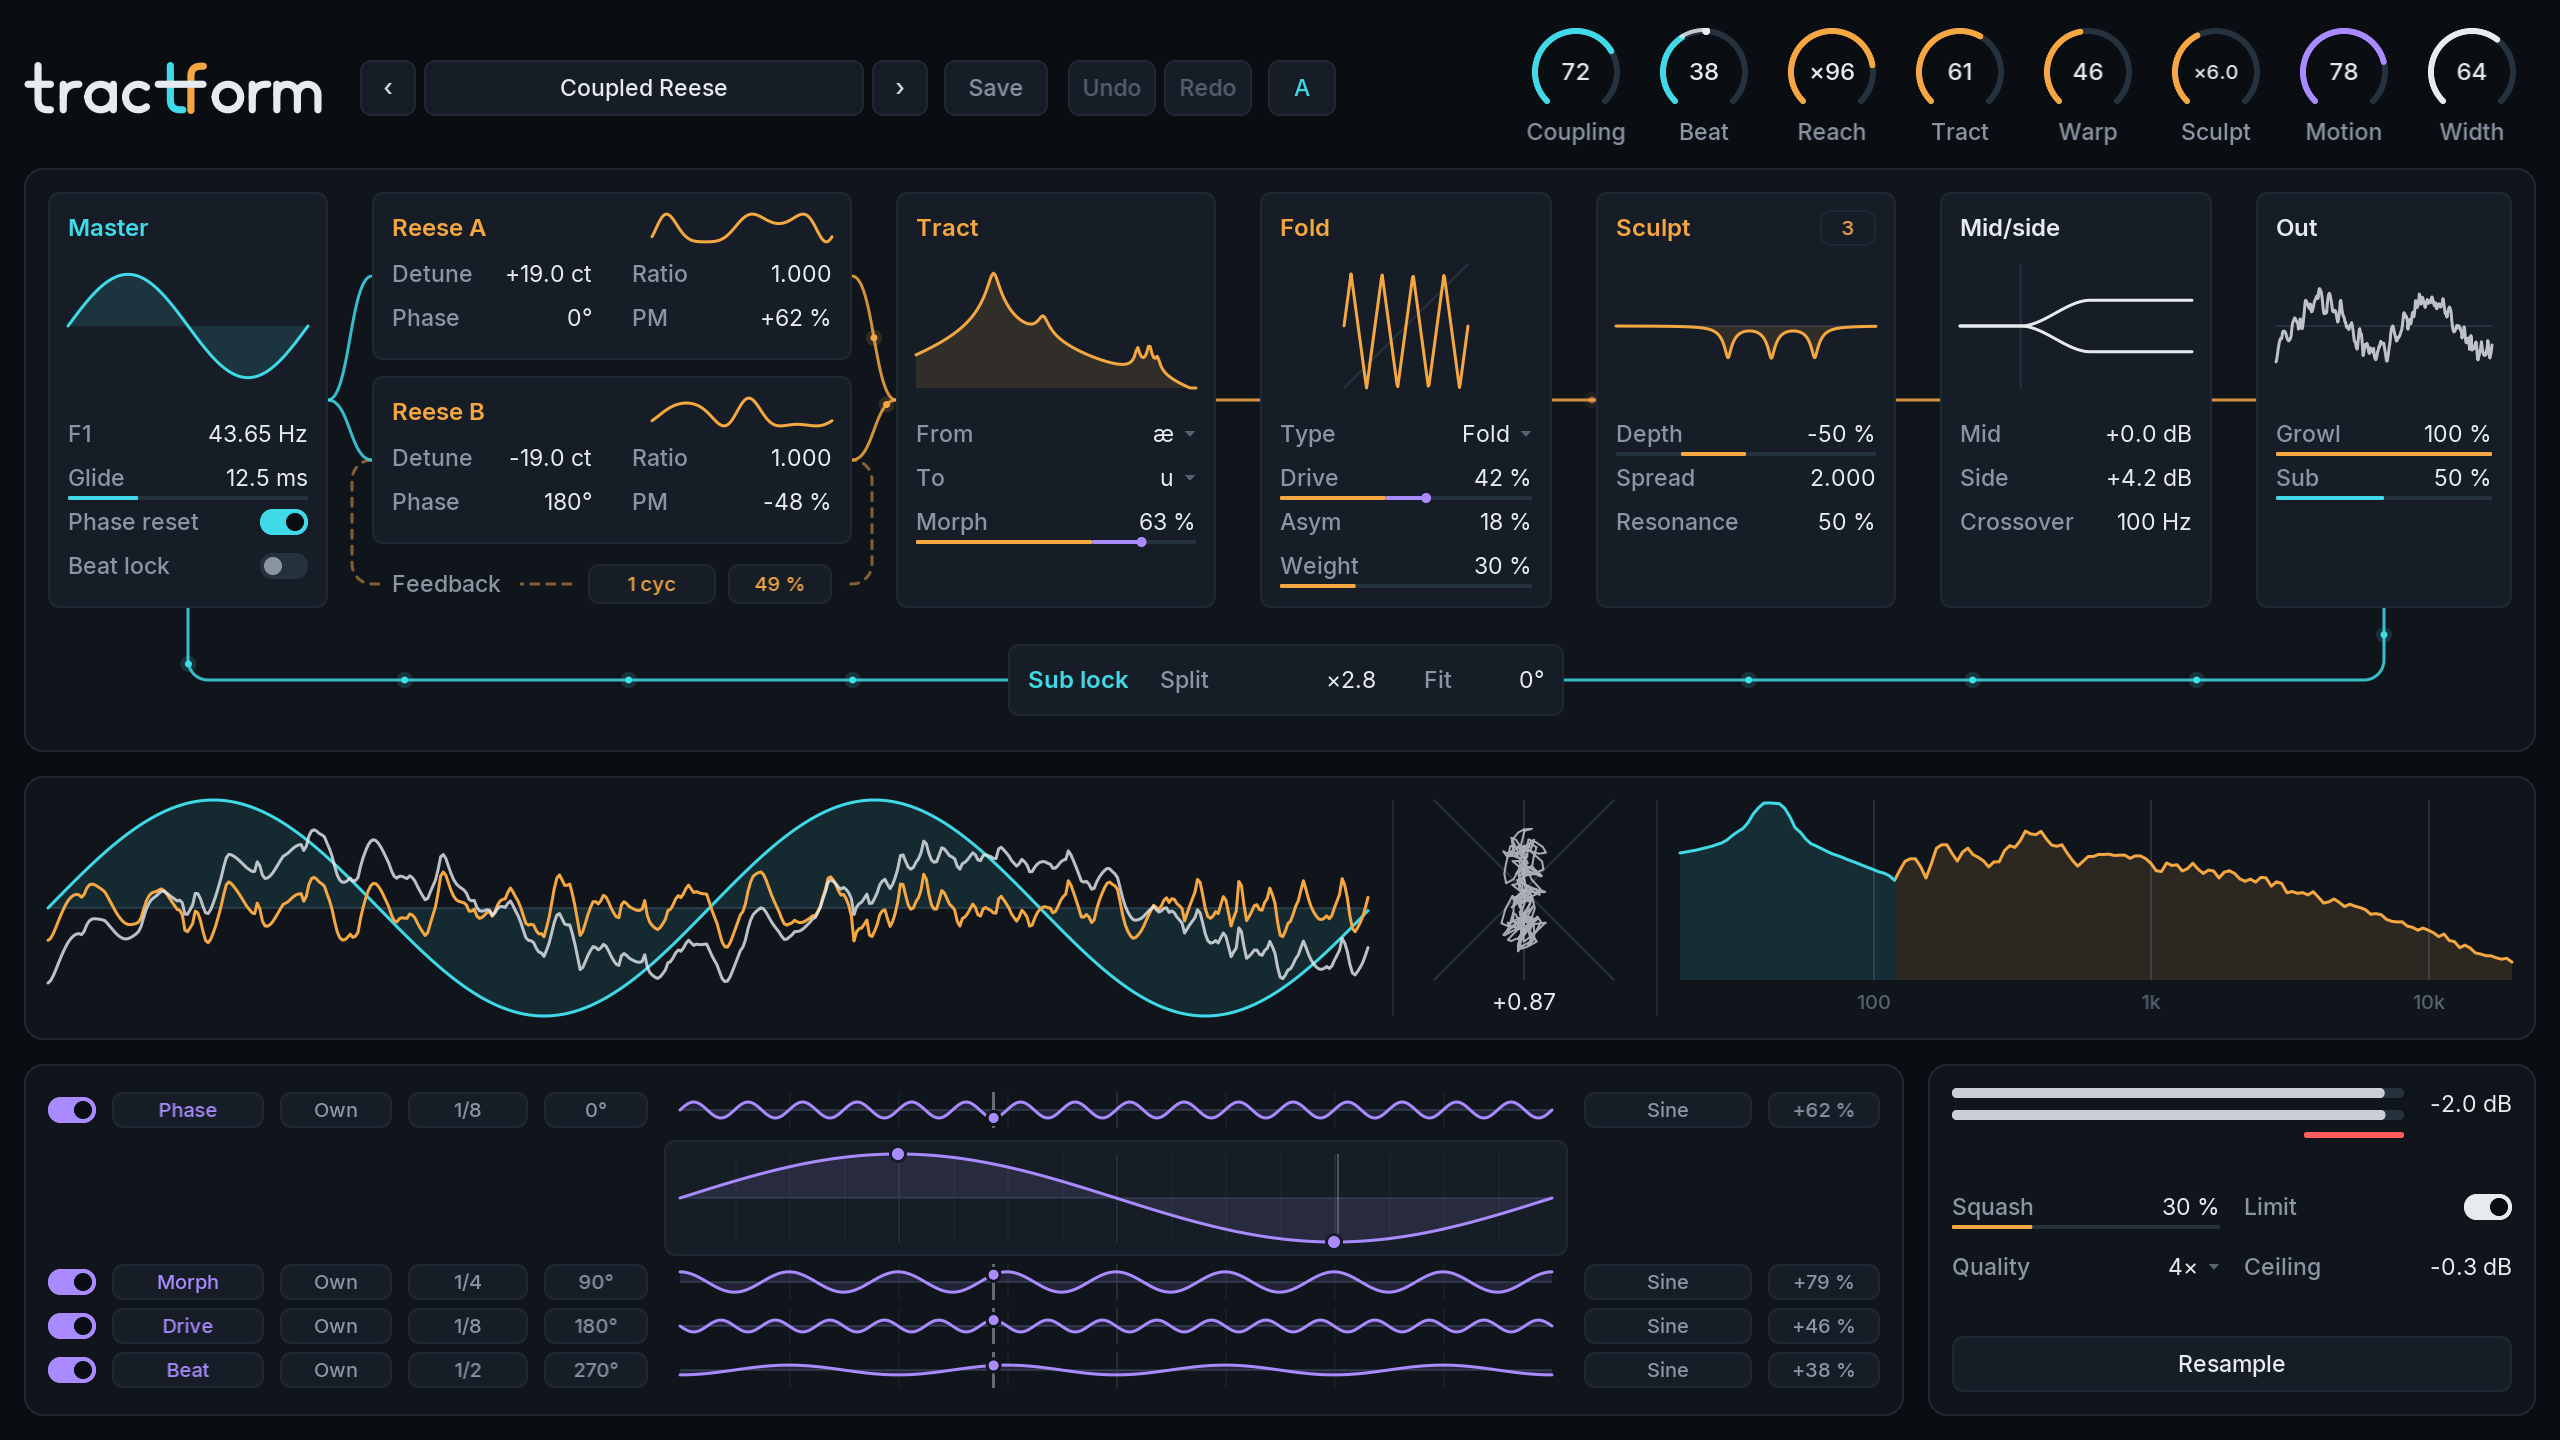 tractform
‹ Coupled Reese › Save Undo Redo A
72 38 ×96 61 46 ×6.0 78 64
Coupling Beat Reach Tract Warp Sculpt Motion Width
Master
F1 43.65 Hz
Glide 12.5 ms
Phase reset
Beat lock
Reese A
Detune +19.0 ct Ratio 1.000
Phase 0° PM +62 %
Reese B
Detune -19.0 ct Ratio 1.000
Phase 180° PM -48 %
Feedback 1 cyc 49 %
Tract
From æ
To u
Morph 63 %
Fold
Type Fold
Drive 42 %
Asym 18 %
Weight 30 %
Sculpt 3
Depth -50 %
Spread 2.000
Resonance 50 %
Mid/side
Mid +0.0 dB
Side +4.2 dB
Crossover 100 Hz
Out
Growl 100 %
Sub 50 %
Sub lock Split ×2.8 Fit 0°
+0.87
100 1k 10k
Phase Own 1/8 0° Sine +62 %
Morph Own 1/4 90° Sine +79 %
Drive Own 1/8 180° Sine +46 %
Beat Own 1/2 270° Sine +38 %
-2.0 dB
Squash 30 % Limit
Quality 4× Ceiling -0.3 dB
Resample